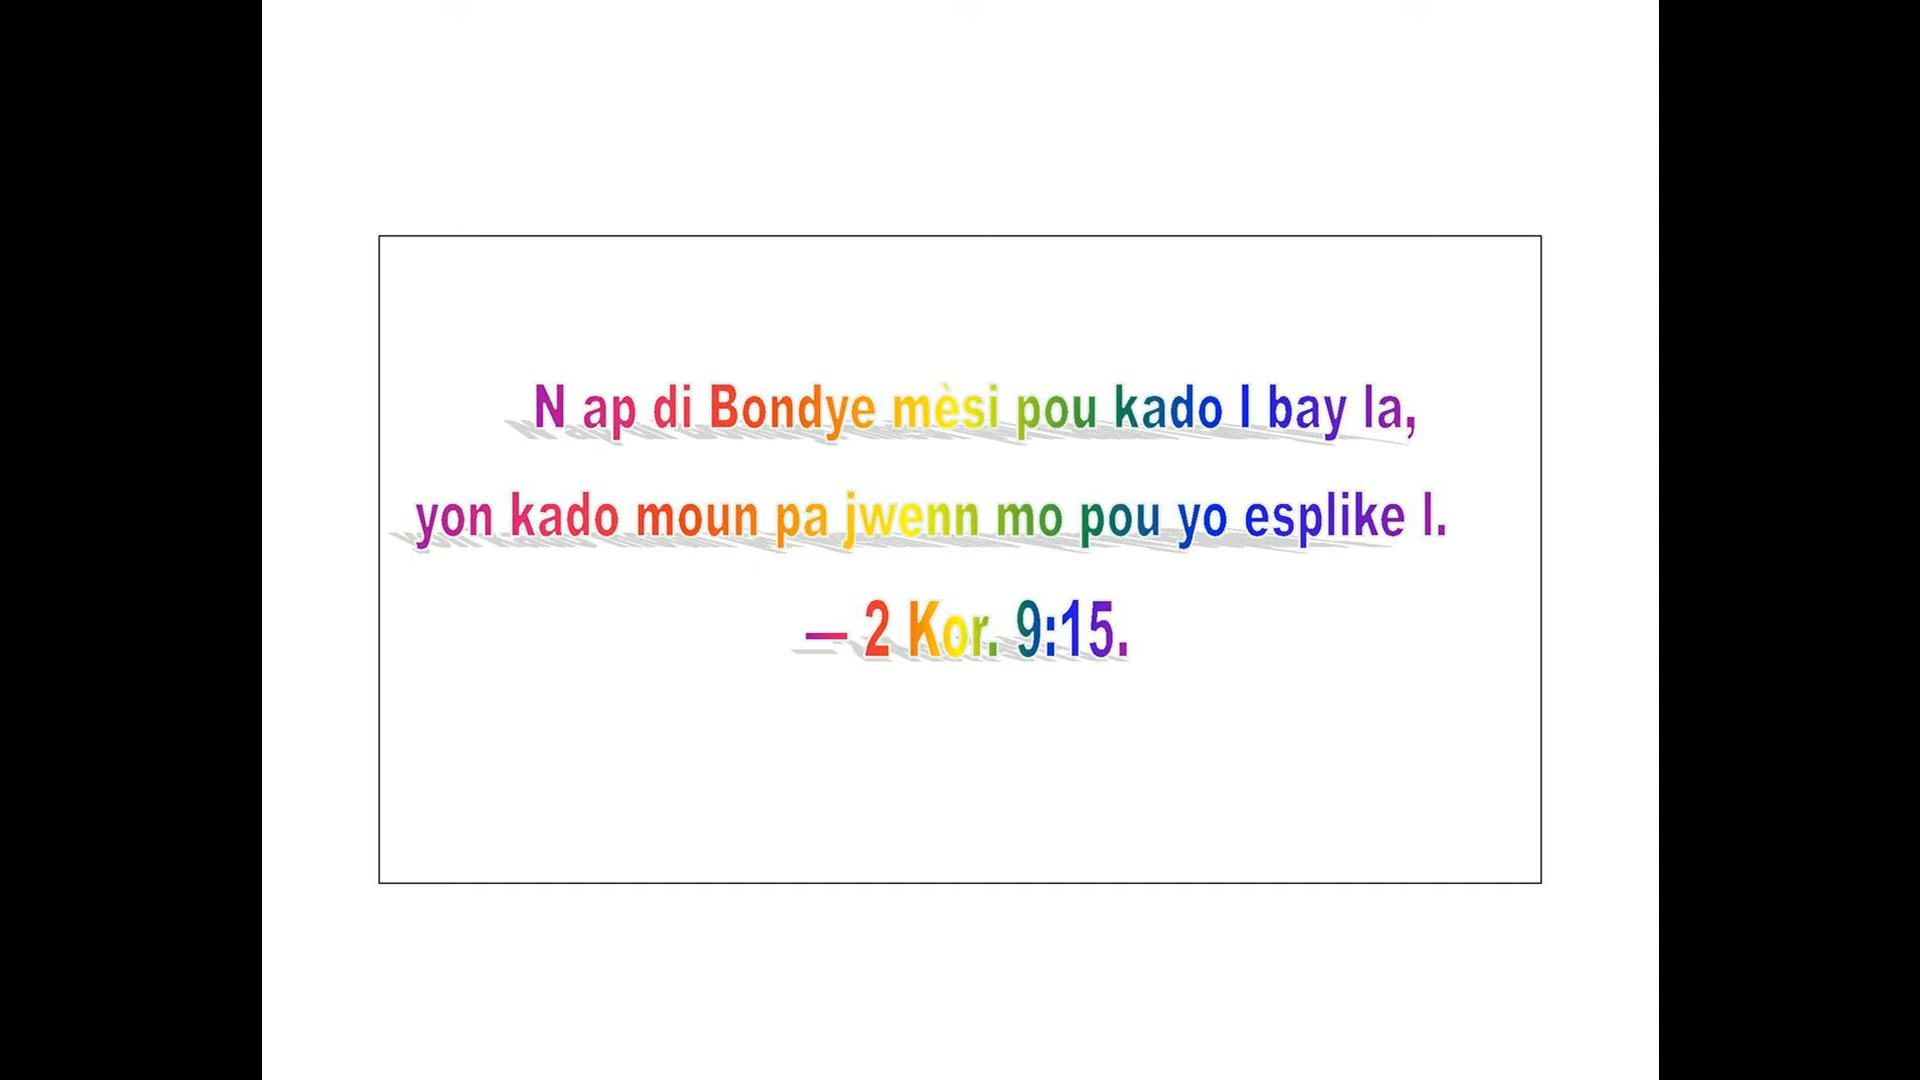 N ap di Bondye mèsi pou kado l bay la,
yon kado moun pa jwenn mo pou yo esplike l.
— 2 Kor. 9:15.